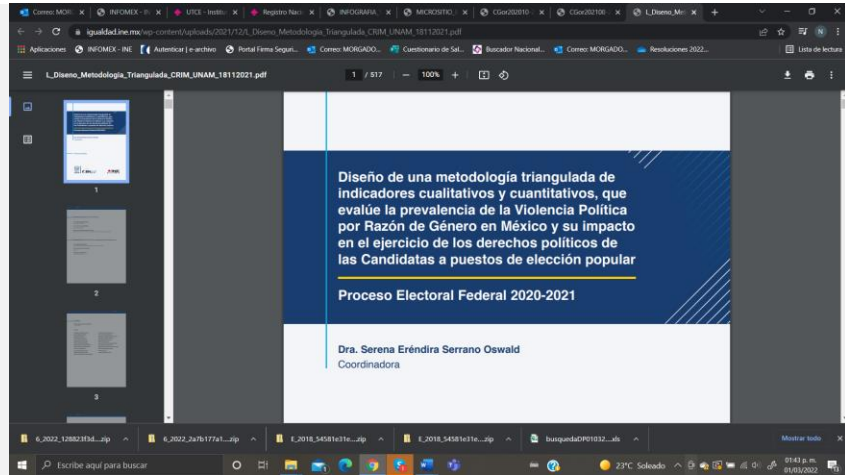 Correo: MOR
INFOMEX - IN
UTCE - Institu
Registro Naci
INFOGRAFIA
MICROSITIO
CGor202010
CGor202100
L_Diseno_Met
igualdad.ine.mx/wp-content/uploads/2021/12/L_Diseno_Metodologia_Triangulada_CRIM_UNAM_18112021.pdf
Aplicaciones INFOMEX - INE Autenticar | e-archivo Portal Firma Seguri... Correo: MORGADO... Cuestionario de Sal... Buscador Nacional... Correo: MORGADO... Resoluciones 2022... Lista de lectura
L_Diseno_Metodologia_Triangulada_CRIM_UNAM_18112021.pdf 1 / 517 — 100% +
1
2
3
Diseño de una metodología triangulada de
indicadores cualitativos y cuantitativos, que
evalúe la prevalencia de la Violencia Política
por Razón de Género en México y su impacto
en el ejercicio de los derechos políticos de
las Candidatas a puestos de elección popular
Proceso Electoral Federal 2020-2021
Dra. Serena Eréndira Serrano Oswald
Coordinadora
6_2022_128823f3d....zip 6_2022_2a7b177a1....zip E_2018_54581e31e....zip E_2018_54581e31e....zip busquedaDP01032....xls Mostrar todo
Escribe aquí para buscar 23°C Soleado 01:43 p. m.
01/03/2022